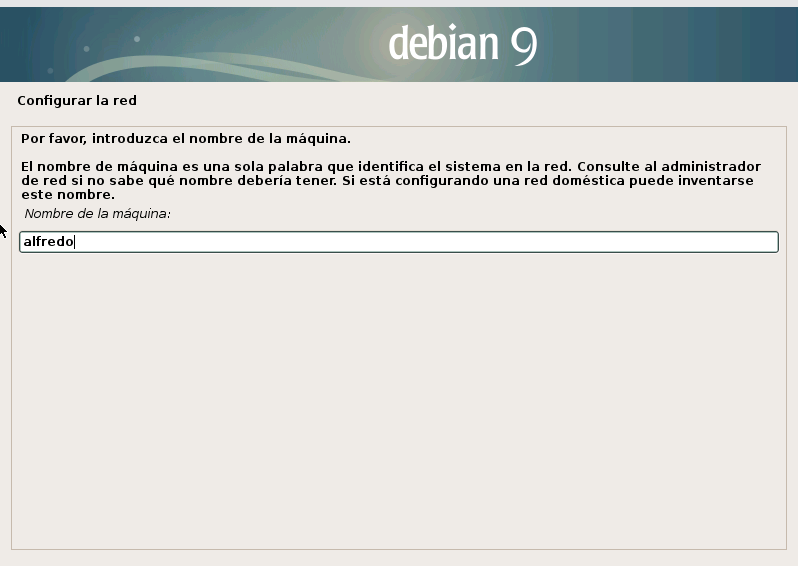 debian 9
Configurar la red
Por favor, introduzca el nombre de la máquina.
El nombre de máquina es una sola palabra que identifica el sistema en la red. Consulte al administrador
de red si no sabe qué nombre debería tener. Si está configurando una red doméstica puede inventarse
este nombre.
Nombre de la máquina:
alfredo